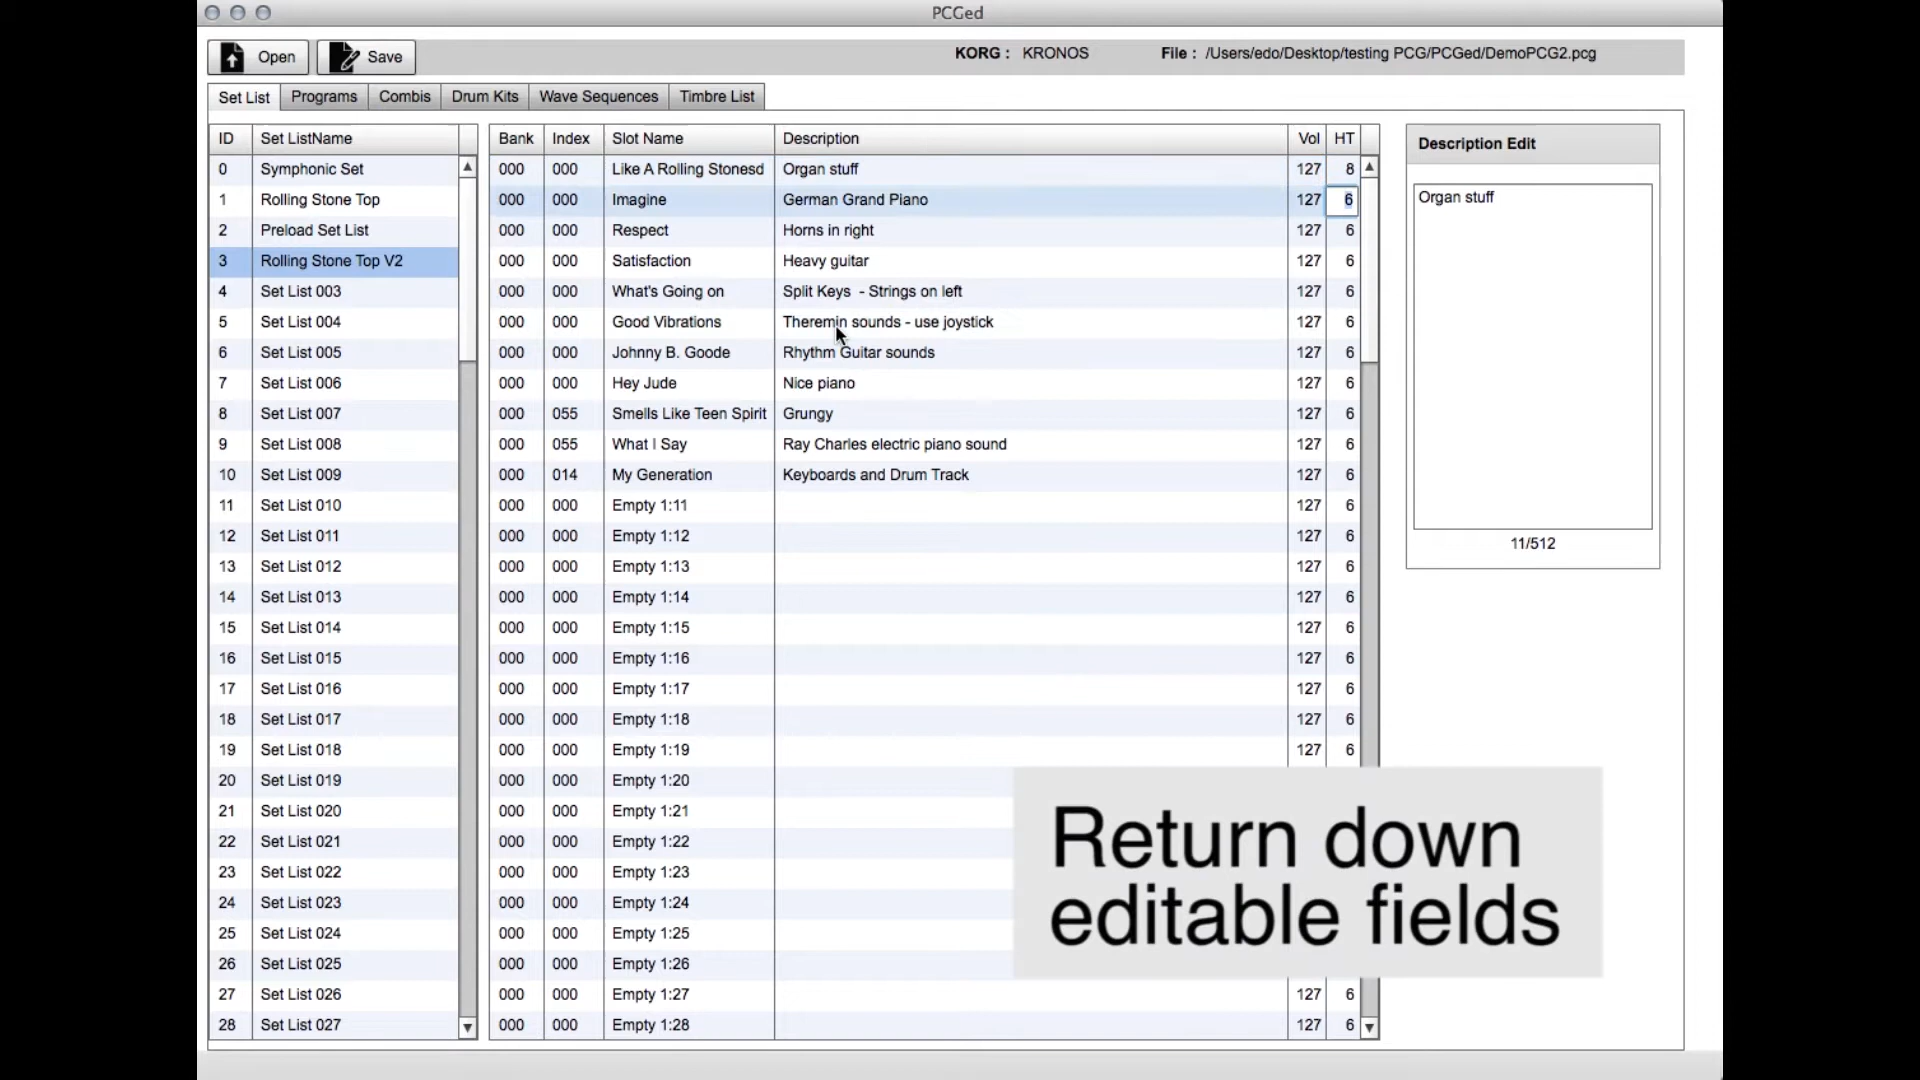 PCGed
Open Save KORG : KRONOS File : /Users/edo/Desktop/testing PCG/PCGed/DemoPCG2.pcg
Set List Programs Combis Drum Kits Wave Sequences Timbre List
ID Set ListName
0 Symphonic Set
1 Rolling Stone Top
2 Preload Set List
3 Rolling Stone Top V2
4 Set List 003
5 Set List 004
6 Set List 005
7 Set List 006
8 Set List 007
9 Set List 008
10 Set List 009
11 Set List 010
12 Set List 011
13 Set List 012
14 Set List 013
15 Set List 014
16 Set List 015
17 Set List 016
18 Set List 017
19 Set List 018
20 Set List 019
21 Set List 020
22 Set List 021
23 Set List 022
24 Set List 023
25 Set List 024
26 Set List 025
27 Set List 026
28 Set List 027
Bank Index Slot Name Description Vol HT
000 000 Like A Rolling Stonesd Organ stuff 127 8
000 000 Imagine German Grand Piano 127 6
000 000 Respect Horns in right 127 6
000 000 Satisfaction Heavy guitar 127 6
000 000 What's Going on Split Keys - Strings on left 127 6
000 000 Good Vibrations Theremin sounds - use joystick 127 6
000 000 Johnny B. Goode Rhythm Guitar sounds 127 6
000 000 Hey Jude Nice piano 127 6
000 055 Smells Like Teen Spirit Grungy 127 6
000 055 What I Say Ray Charles electric piano sound 127 6
000 014 My Generation Keyboards and Drum Track 127 6
000 000 Empty 1:11 127 6
000 000 Empty 1:12 127 6
000 000 Empty 1:13 127 6
000 000 Empty 1:14 127 6
000 000 Empty 1:15 127 6
000 000 Empty 1:16 127 6
000 000 Empty 1:17 127 6
000 000 Empty 1:18 127 6
000 000 Empty 1:19 127 6
000 000 Empty 1:20
000 000 Empty 1:21
000 000 Empty 1:22
000 000 Empty 1:23
000 000 Empty 1:24
000 000 Empty 1:25
000 000 Empty 1:26
000 000 Empty 1:27 127 6
000 000 Empty 1:28 127 6
Description Edit
Organ stuff
11/512
Return down
editable fields